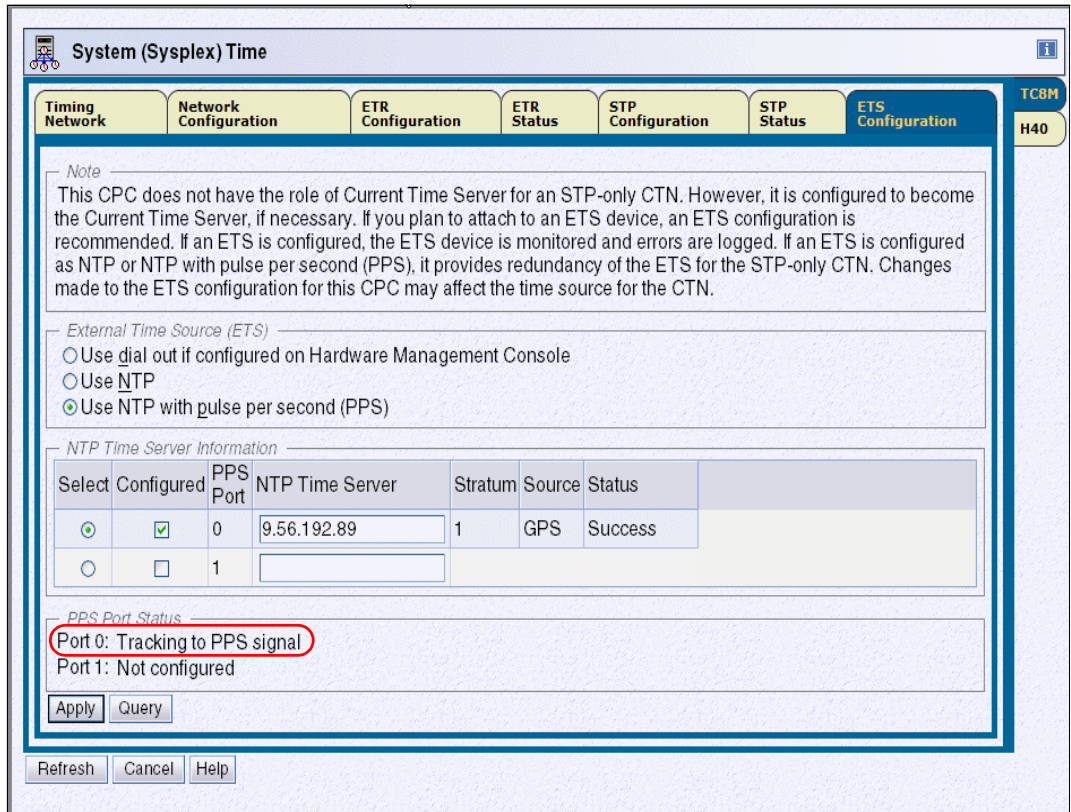 System (Sysplex) Time
i
TC8M
H40
Timing Network
Network Configuration
ETR Configuration
ETR Status
STP Configuration
STP Status
ETS Configuration
Note
This CPC does not have the role of Current Time Server for an STP-only CTN. However, it is configured to become
the Current Time Server, if necessary. If you plan to attach to an ETS device, an ETS configuration is
recommended. If an ETS is configured, the ETS device is monitored and errors are logged. If an ETS is configured
as NTP or NTP with pulse per second (PPS), it provides redundancy of the ETS for the STP-only CTN. Changes
made to the ETS configuration for this CPC may affect the time source for the CTN.
External Time Source (ETS)
Use dial out if configured on Hardware Management Console
Use NTP
Use NTP with pulse per second (PPS)
NTP Time Server Information
Select Configured PPS Port NTP Time Server Stratum Source Status
0 9.56.192.89 1 GPS Success
1
PPS Port Status
Port 0: Tracking to PPS signal
Port 1: Not configured
Apply Query
Refresh Cancel Help